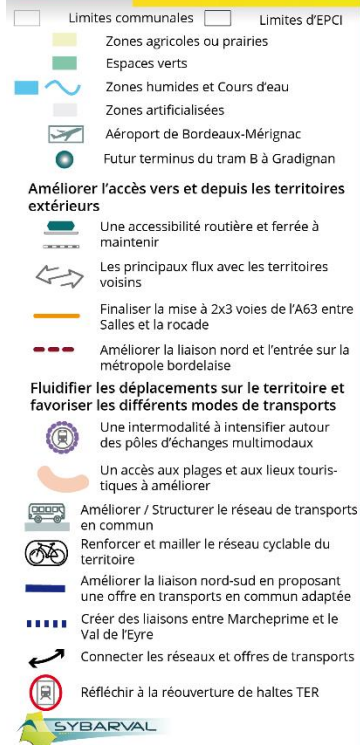 Limites communales Limites d'EPCI
Zones agricoles ou prairies
Espaces verts
Zones humides et Cours d'eau
Zones artificialisées
Aéroport de Bordeaux-Mérignac
Futur terminus du tram B à Gradignan
Améliorer l'accès vers et depuis les territoires
extérieurs
Une accessibilité routière et ferrée à
maintenir
Les principaux flux avec les territoires
voisins
Finaliser la mise à 2x3 voies de l'A63 entre
Salles et la rocade
Améliorer la liaison nord et l'entrée sur la
métropole bordelaise
Fluidifier les déplacements sur le territoire et
favoriser les différents modes de transports
Une intermodalité à intensifier autour
des pôles d'échanges multimodaux
Un accès aux plages et aux lieux touris-
tiques à améliorer
Améliorer / Structurer le réseau de transports
en commun
Renforcer et mailler le réseau cyclable du
territoire
Améliorer la liaison nord-sud en proposant
une offre en transports en commun adaptée
Créer des liaisons entre Marcheprime et le
Val de l'Eyre
Connecter les réseaux et offres de transports
Réfléchir à la réouverture de haltes TER
SYBARVAL